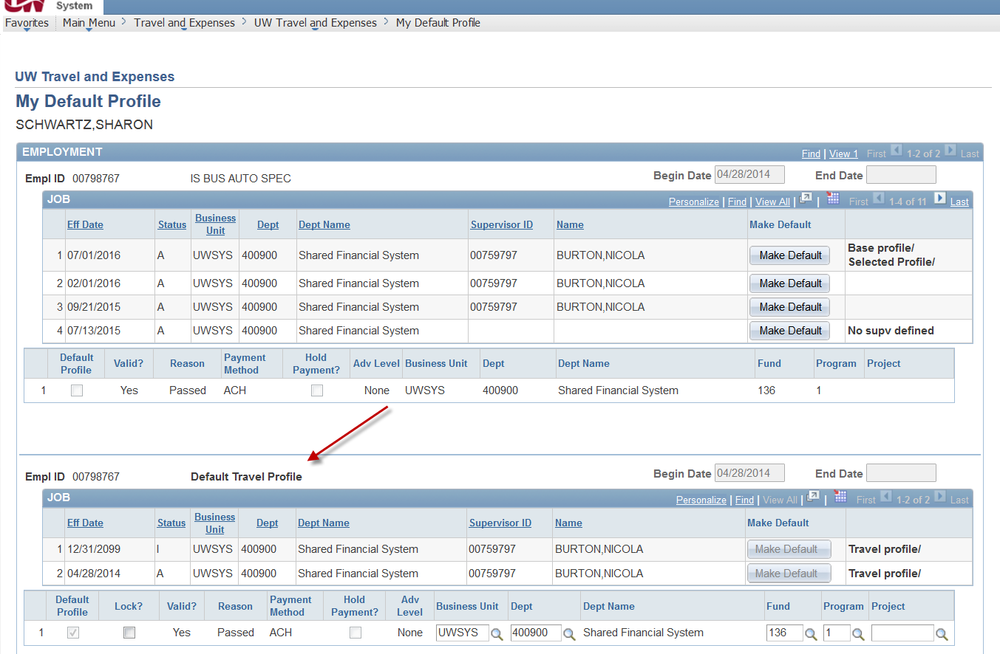 UW System
Favorites Main Menu > Travel and Expenses > UW Travel and Expenses > My Default Profile
UW Travel and Expenses
My Default Profile
SCHWARTZ,SHARON
EMPLOYMENT Find | View 1 First 1-2 of 2 Last
Empl ID 00798767 IS BUS AUTO SPEC Begin Date 04/28/2014 End Date
JOB Personalize | Find | View All | | First 1-4 of 11 Last
Eff Date Status Business Unit Dept Dept Name Supervisor ID Name Make Default
1 07/01/2016 A UWSYS 400900 Shared Financial System 00759797 BURTON,NICOLA Make Default Base profile/ Selected Profile/
2 02/01/2016 A UWSYS 400900 Shared Financial System 00759797 BURTON,NICOLA Make Default
3 09/21/2015 A UWSYS 400900 Shared Financial System 00759797 BURTON,NICOLA Make Default
4 07/13/2015 A UWSYS 400900 Shared Financial System Make Default No supv defined
Default Profile Valid? Reason Payment Method Hold Payment? Adv Level Business Unit Dept Dept Name Fund Program Project
1 Yes Passed ACH None UWSYS 400900 Shared Financial System 136 1
Empl ID 00798767 Default Travel Profile Begin Date 04/28/2014 End Date
JOB Personalize | Find | View All | | First 1-2 of 2 Last
Eff Date Status Business Unit Dept Dept Name Supervisor ID Name Make Default
1 12/31/2099 I UWSYS 400900 Shared Financial System 00759797 BURTON,NICOLA Make Default Travel profile/
2 04/28/2014 A UWSYS 400900 Shared Financial System 00759797 BURTON,NICOLA Make Default Travel profile/
Default Profile Lock? Valid? Reason Payment Method Hold Payment? Adv Level Business Unit Dept Dept Name Fund Program Project
1 Yes Passed ACH None UWSYS 400900 Shared Financial System 136 1